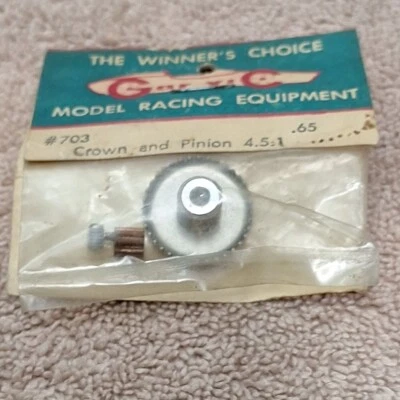 THE WINNER'S CHOICE
MODEL RACING EQUIPMENT
#703 .65
Crown and Pinion 4.5:1